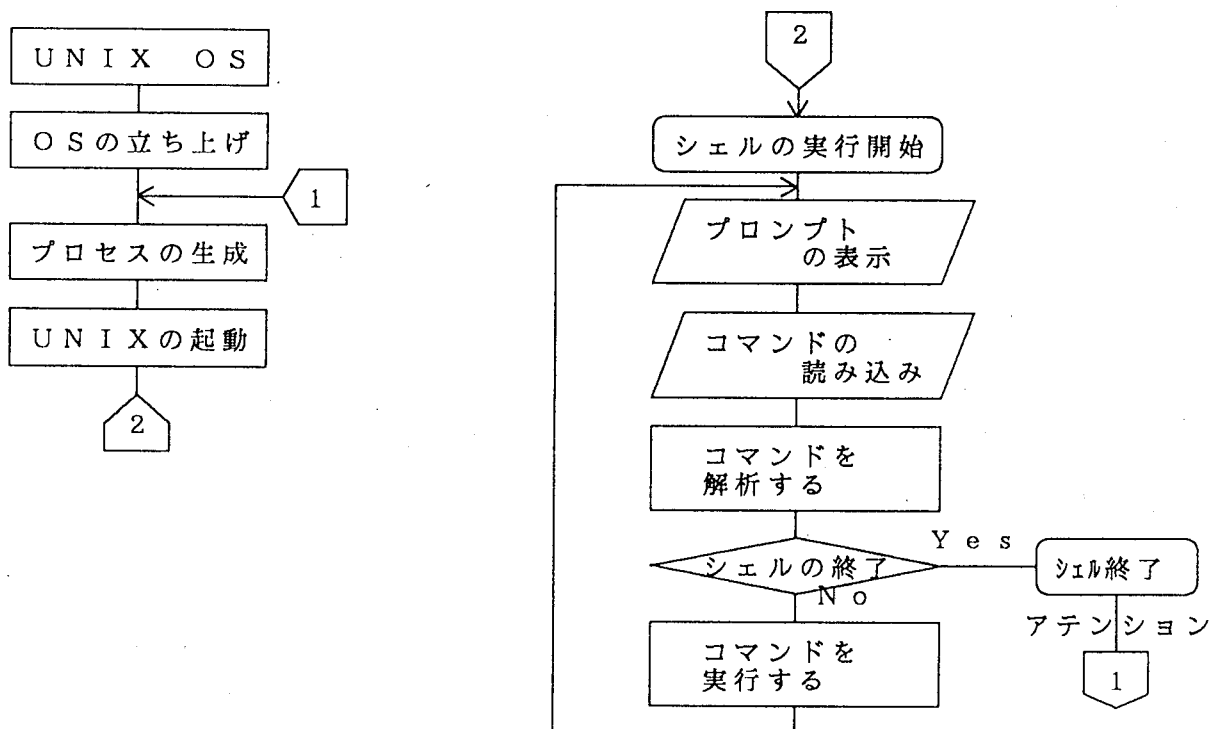 UNIX OS
OSの立ち上げ
1
プロセスの生成
UNIXの起動
2
2
シェルの実行開始
プロンプト
の表示
コマンドの
読み込み
コマンドを
解析する
シェルの終了
Yes
シェル終了
No
アテンション
コマンドを
実行する
1